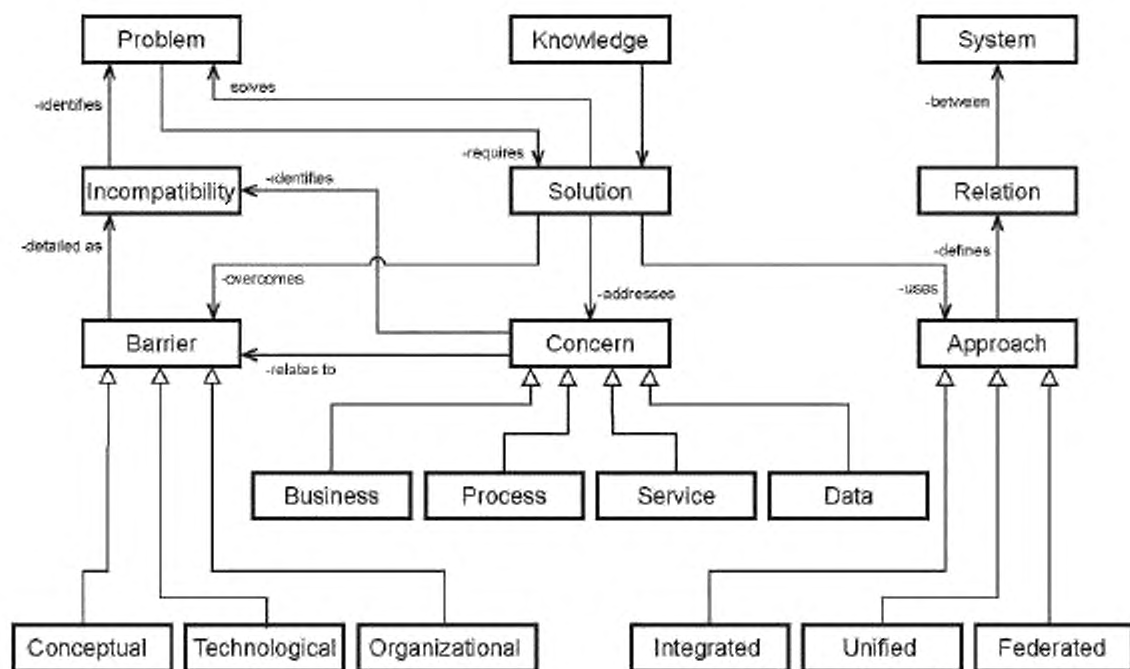 Problem
Knowledge
System
solves
-identifies
-between
-requires
Incompatibility
-identifies
Solution
Relation
-detailed as
-defines
-overcomes
-addresses
-uses
Barrier
Concern
Approach
-relates to
Business
Process
Service
Data
Conceptual
Technological
Organizational
Integrated
Unified
Federated